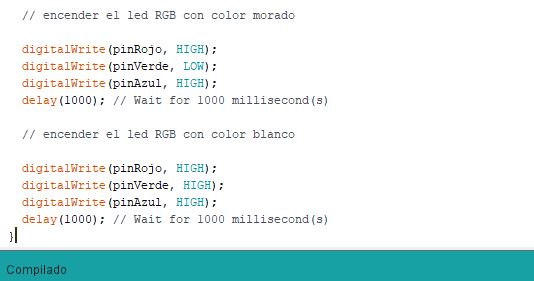 // encender el led RGB con color morado
digitalWrite(pinRojo, HIGH);
digitalWrite(pinVerde, LOW);
digitalWrite(pinAzul, HIGH);
delay(1000); // Wait for 1000 millisecond(s)
// encender el led RGB con color blanco
digitalWrite(pinRojo, HIGH);
digitalWrite(pinVerde, HIGH);
digitalWrite(pinAzul, HIGH);
delay(1000); // Wait for 1000 millisecond(s)
}
Compilado